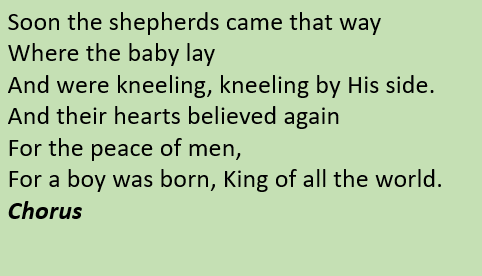 Soon the shepherds came that way
Where the baby lay
And were kneeling, kneeling by His side.
And their hearts believed again
For the peace of men,
For a boy was born, King of all the world.
Chorus